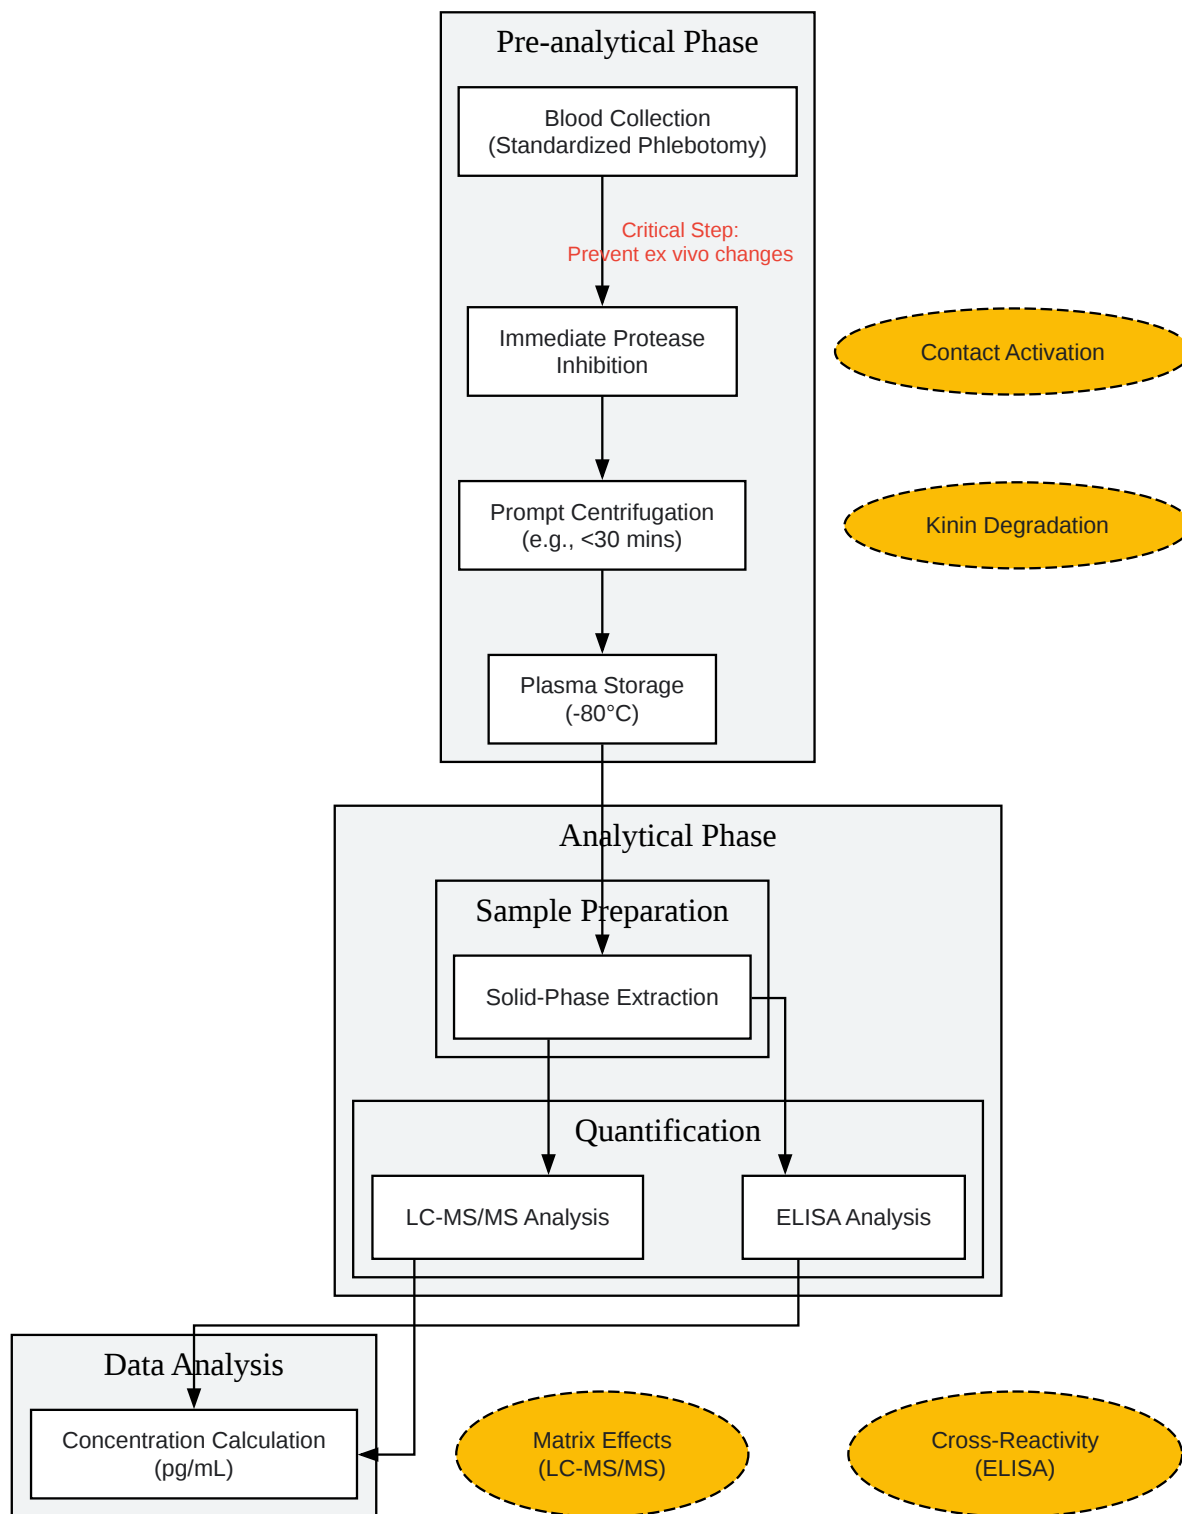 Pre-analytical Phase
Blood Collection
(Standardized Phlebotomy)
Critical Step:
Prevent ex vivo changes
Immediate Protease
Inhibition
Contact Activation
Prompt Centrifugation
(e.g., <30 mins)
Kinin Degradation
Plasma Storage
(-80°C)
Analytical Phase
Sample Preparation
Solid-Phase Extraction
Quantification
LC-MS/MS Analysis
ELISA Analysis
Data Analysis
Concentration Calculation
(pg/mL)
Matrix Effects
(LC-MS/MS)
Cross-Reactivity
(ELISA)